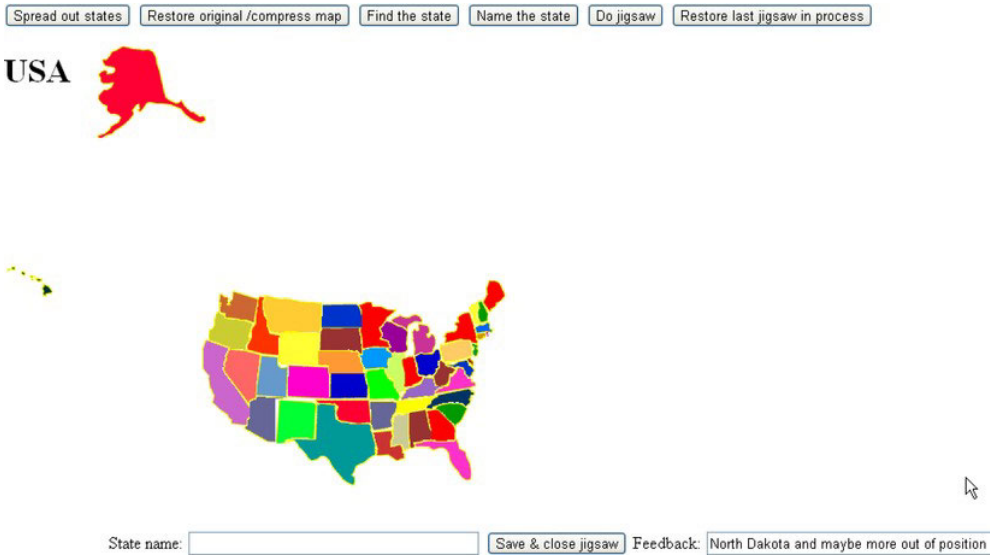 Spread out states Restore original /compress map Find the state Name the state Do jigsaw Restore last jigsaw in process
USA
State name: Save & close jigsaw Feedback: North Dakota and maybe more out of position